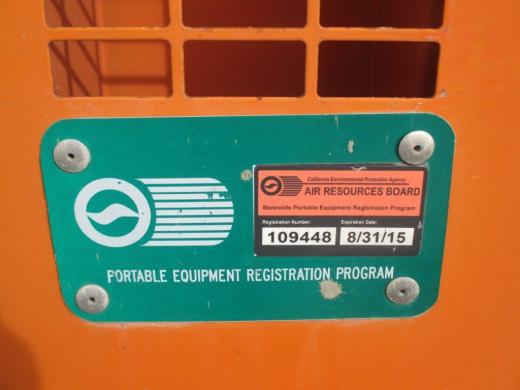 California Environmental Protection Agency
AIR RESOURCES BOARD
Statewide Portable Equipment Registration Program
Registration Number: Expiration Date:
109448 8/31/15
PORTABLE EQUIPMENT REGISTRATION PROGRAM